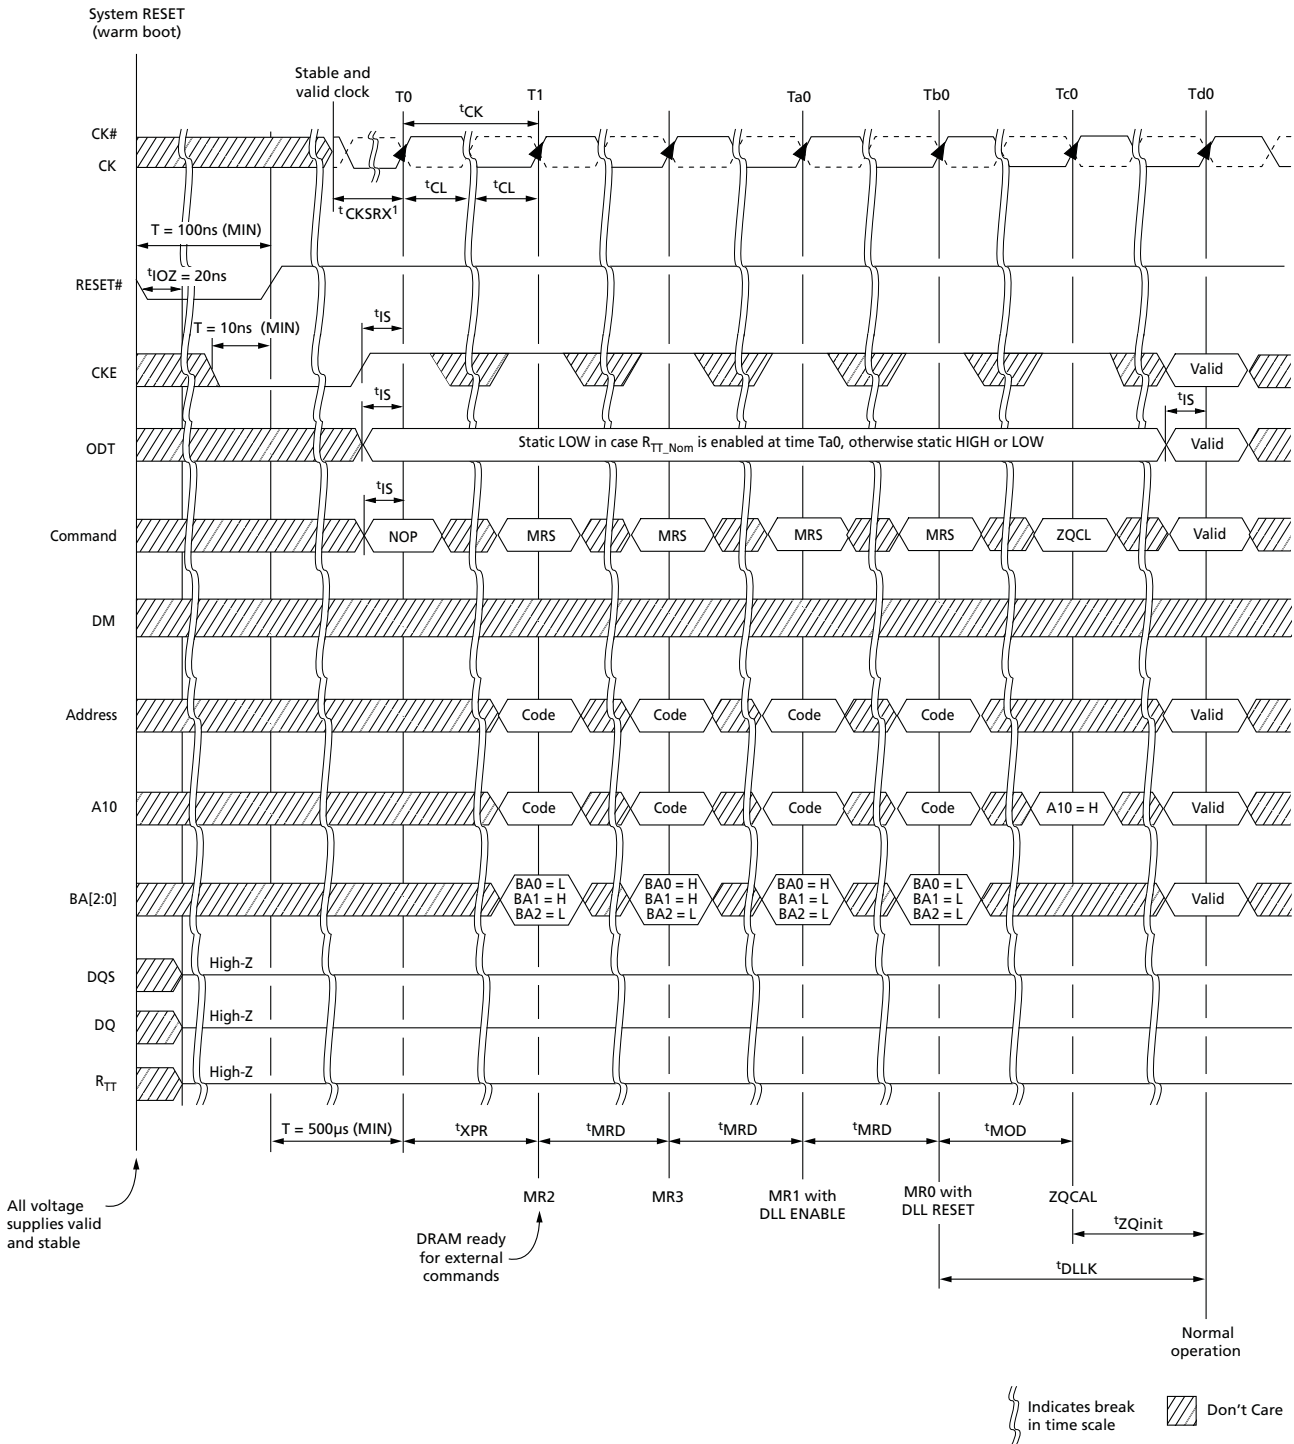 System RESET
(warm boot)
Stable and
valid clock
T0
T1
Ta0
Tb0
Tc0
Td0
tCK
CK#
CK
tCL
tCL
tCKSRX1
T = 100ns (MIN)
tIOZ = 20ns
RESET#
tIS
T = 10ns (MIN)
CKE
Valid
tIS
tIS
ODT
Static LOW in case RTT_Nom is enabled at time Ta0, otherwise static HIGH or LOW
Valid
tIS
Command
NOP
MRS
MRS
MRS
MRS
ZQCL
Valid
DM
Address
Code
Code
Code
Code
Valid
A10
Code
Code
Code
Code
A10 = H
Valid
BA[2:0]
BA0 = L
BA1 = H
BA2 = L
BA0 = H
BA1 = H
BA2 = L
BA0 = H
BA1 = L
BA2 = L
BA0 = L
BA1 = L
BA2 = L
Valid
DQS
High-Z
DQ
High-Z
RTT
High-Z
T = 500µs (MIN)
tXPR
tMRD
tMRD
tMRD
tMOD
All voltage
supplies valid
and stable
MR2
DRAM ready
for external
commands
MR3
MR1 with
DLL ENABLE
MR0 with
DLL RESET
ZQCAL
tZQinit
tDLLK
Normal
operation
Indicates break
in time scale
Don't Care